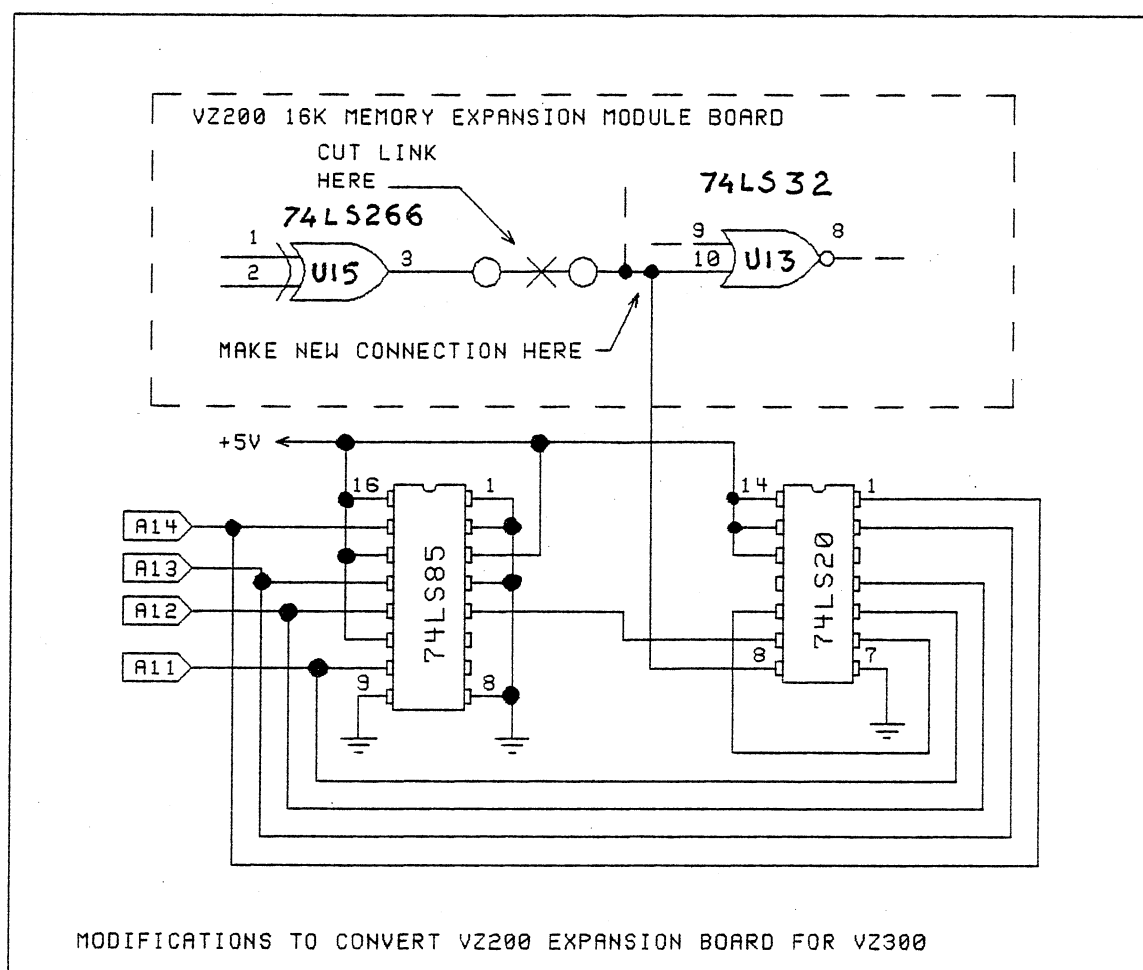 VZ200 16K MEMORY EXPANSION MODULE BOARD
CUT LINK
HERE
74LS266
74LS32
1
2
U15
3
9
10
U13
8
MAKE NEW CONNECTION HERE
+5V
16
1
14
1
A14
A13
A12
A11
74LS85
74LS20
9
8
8
7
MODIFICATIONS TO CONVERT VZ200 EXPANSION BOARD FOR VZ300